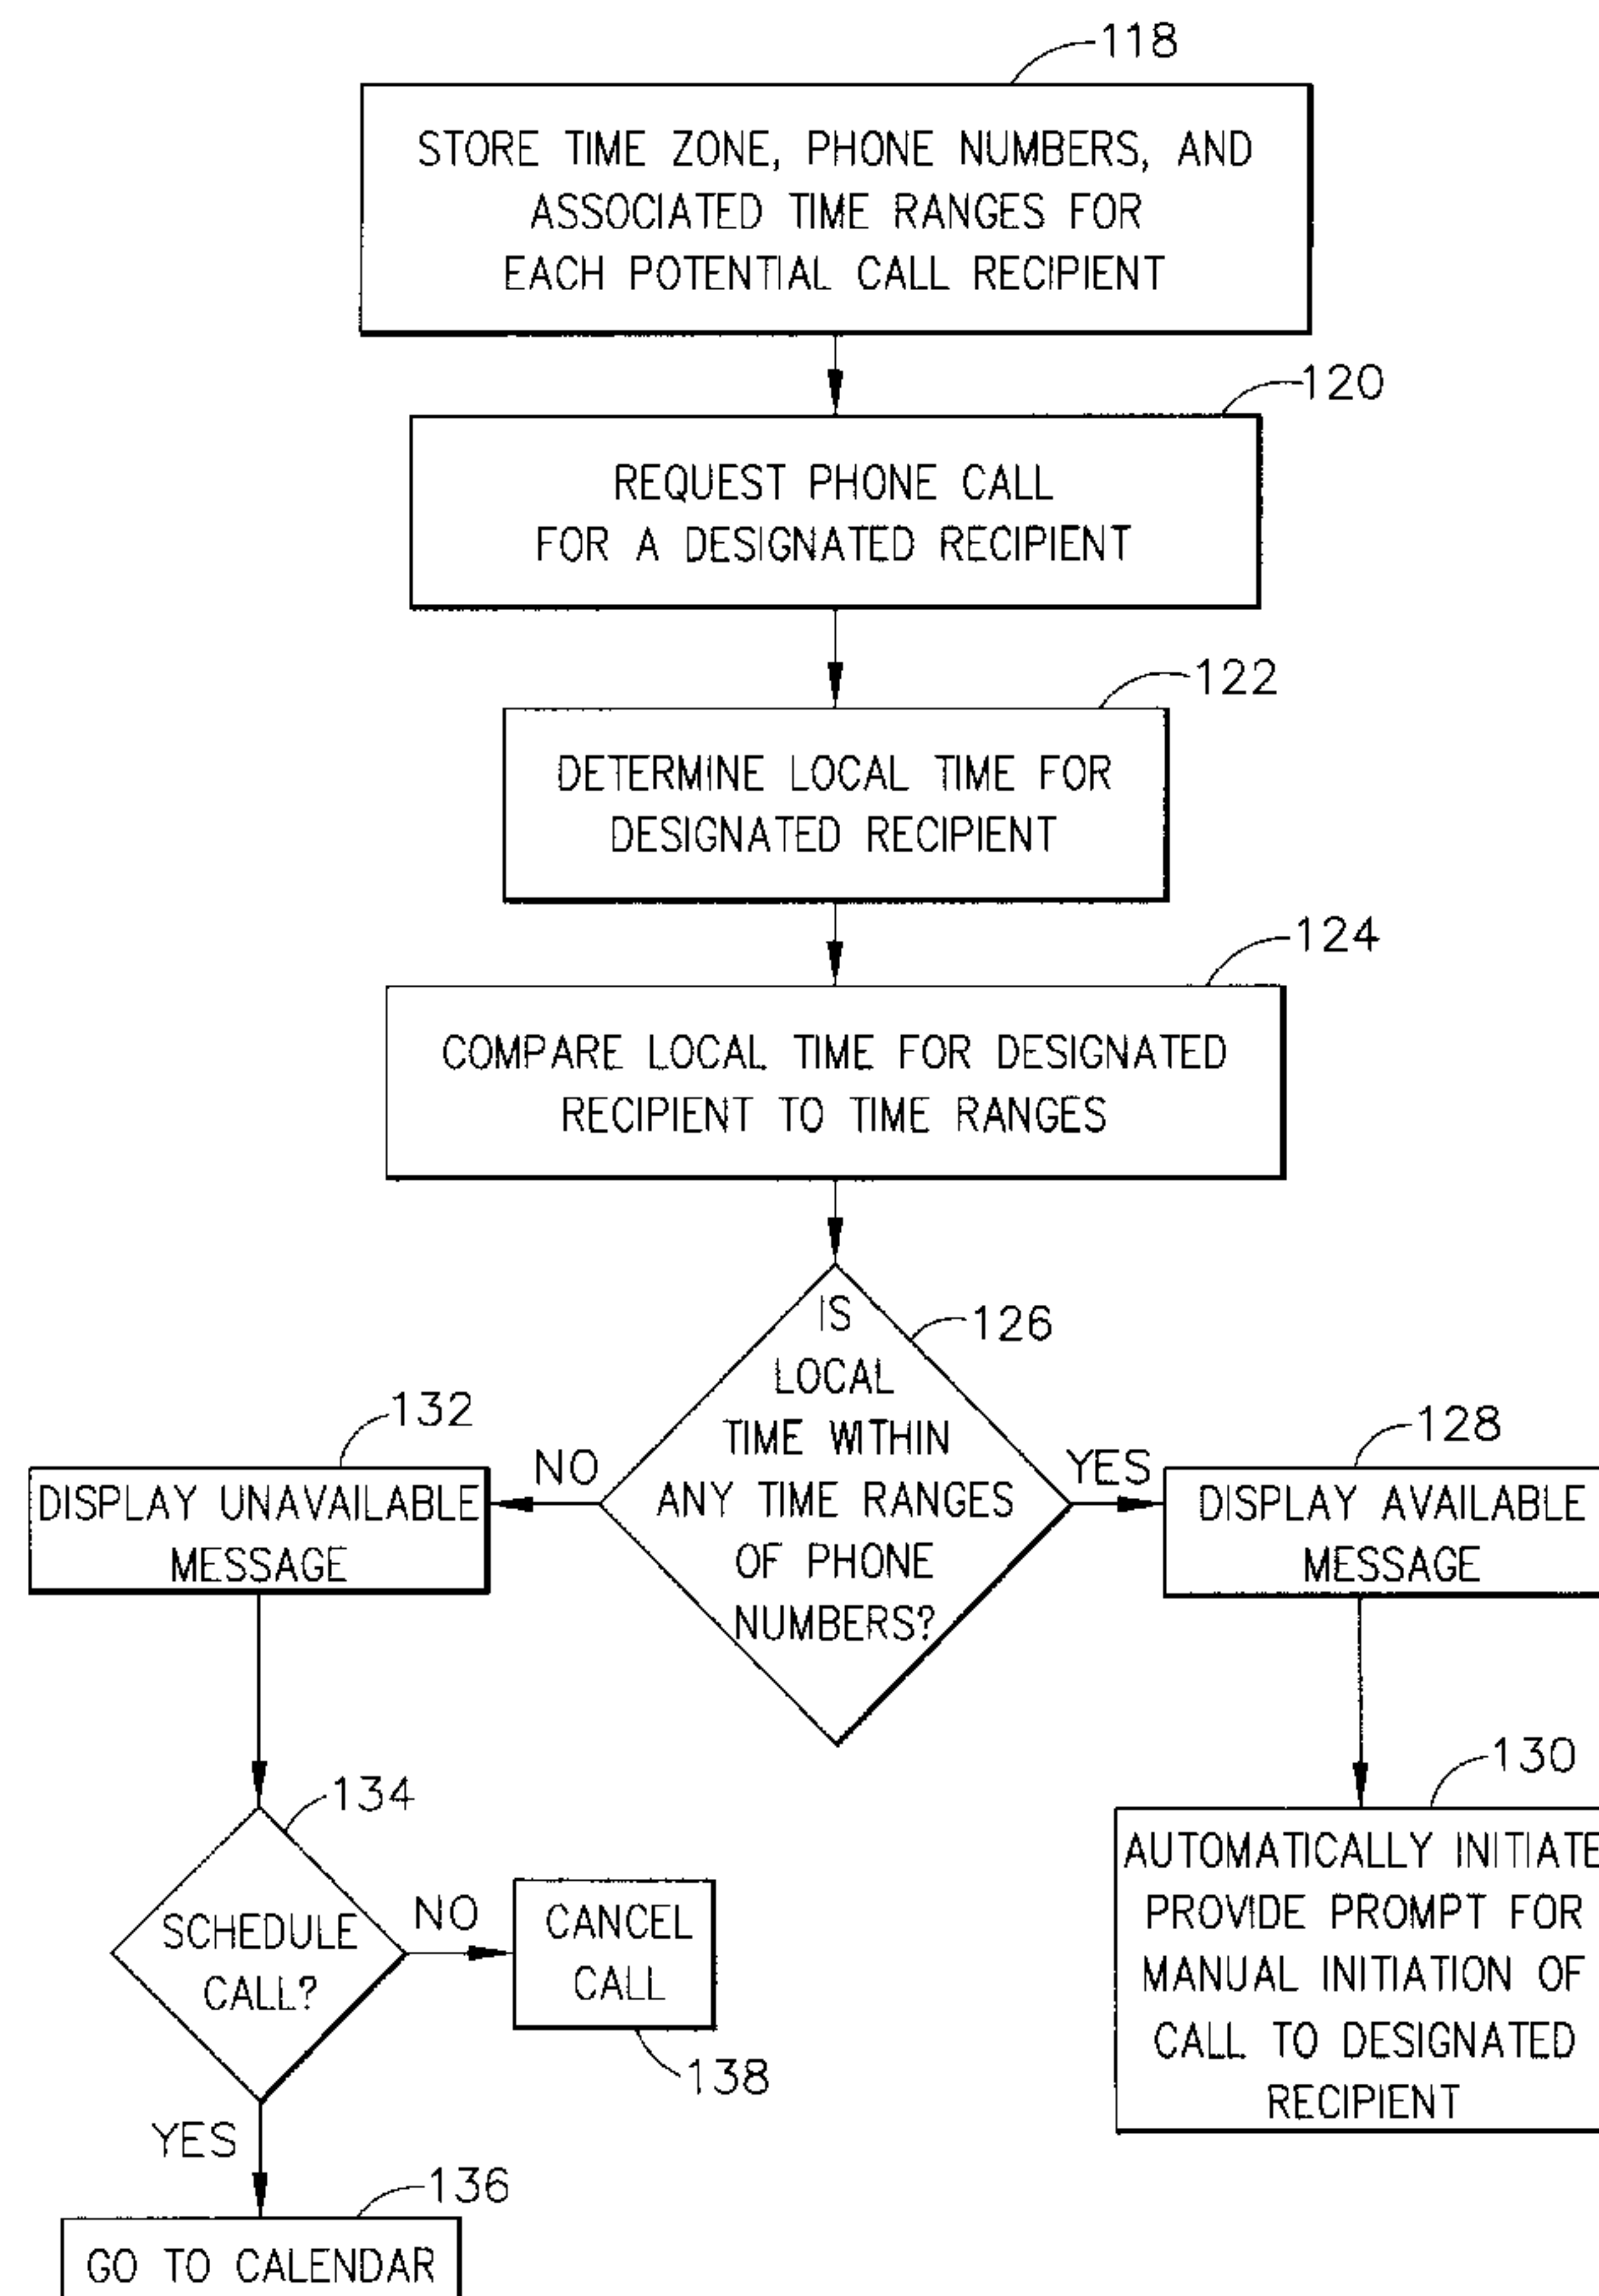 118
STORE TIME ZONE, PHONE NUMBERS, AND
ASSOCIATED TIME RANGES FOR
EACH POTENTIAL CALL RECIPIENT
120
REQUEST PHONE CALL
FOR A DESIGNATED RECIPIENT
122
DETERMINE LOCAL TIME FOR
DESIGNATED RECIPIENT
124
COMPARE LOCAL TIME FOR DESIGNATED
RECIPIENT TO TIME RANGES
126
IS
LOCAL
TIME WITHIN
ANY TIME RANGES
OF PHONE
NUMBERS?
NO
YES
132
DISPLAY UNAVAILABLE
MESSAGE
128
DISPLAY AVAILABLE
MESSAGE
134
SCHEDULE
CALL?
NO
CANCEL
CALL
138
YES
136
GO TO CALENDAR
130
AUTOMATICALLY INITIATE
PROVIDE PROMPT FOR
MANUAL INITIATION OF
CALL TO DESIGNATED
RECIPIENT